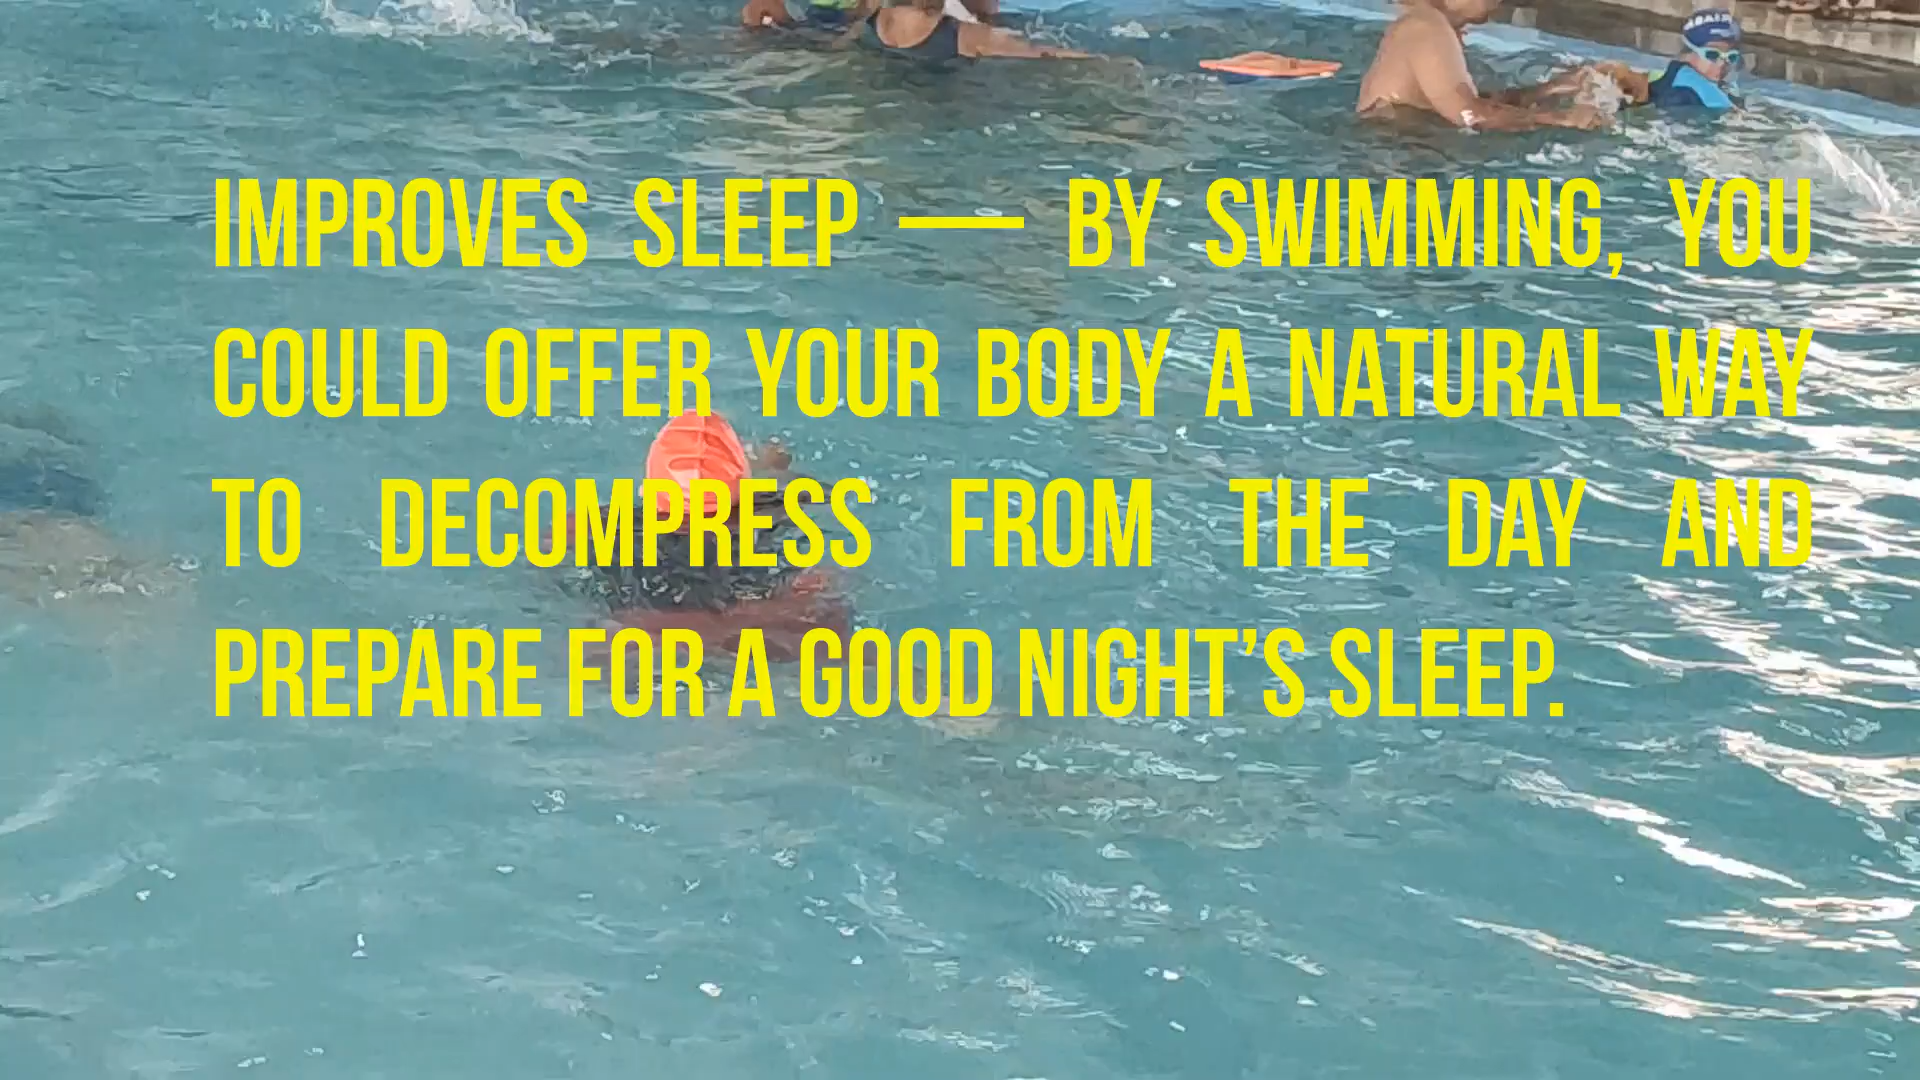 IMPROVES SLEEP — BY SWIMMING, YOU
COULD OFFER YOUR BODY A NATURAL WAY
TO DECOMPRESS FROM THE DAY AND
PREPARE FOR A GOOD NIGHT’S SLEEP.